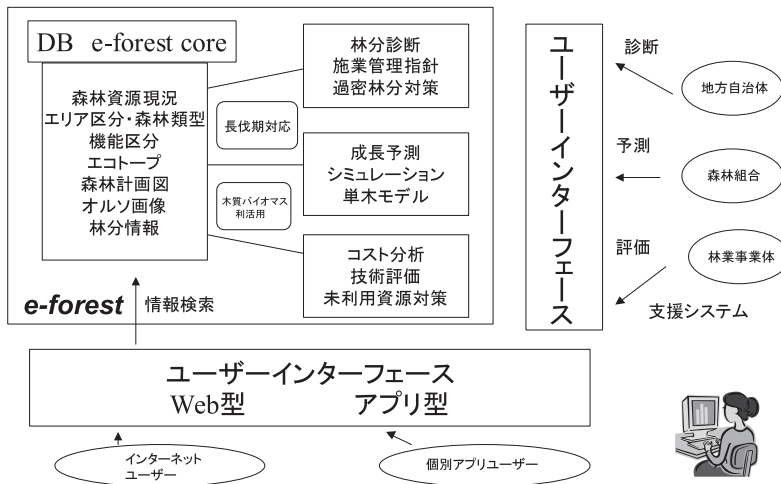 DB e-forest core
森林資源現況
エリア区分・森林類型
機能区分
エコトープ
森林計画図
オルソ画像
林分情報
長伐期対応
木質バイオマス
利活用
林分診断
施業管理指針
過密林分対策
成長予測
シミュレーション
単木モデル
コスト分析
技術評価
未利用資源対策
e-forest 情報検索
ユーザーインターフェース
診断
地方自治体
予測
森林組合
評価
林業事業体
支援システム
ユーザーインターフェース
Web型 アプリ型
インターネット
ユーザー
個別アプリユーザー